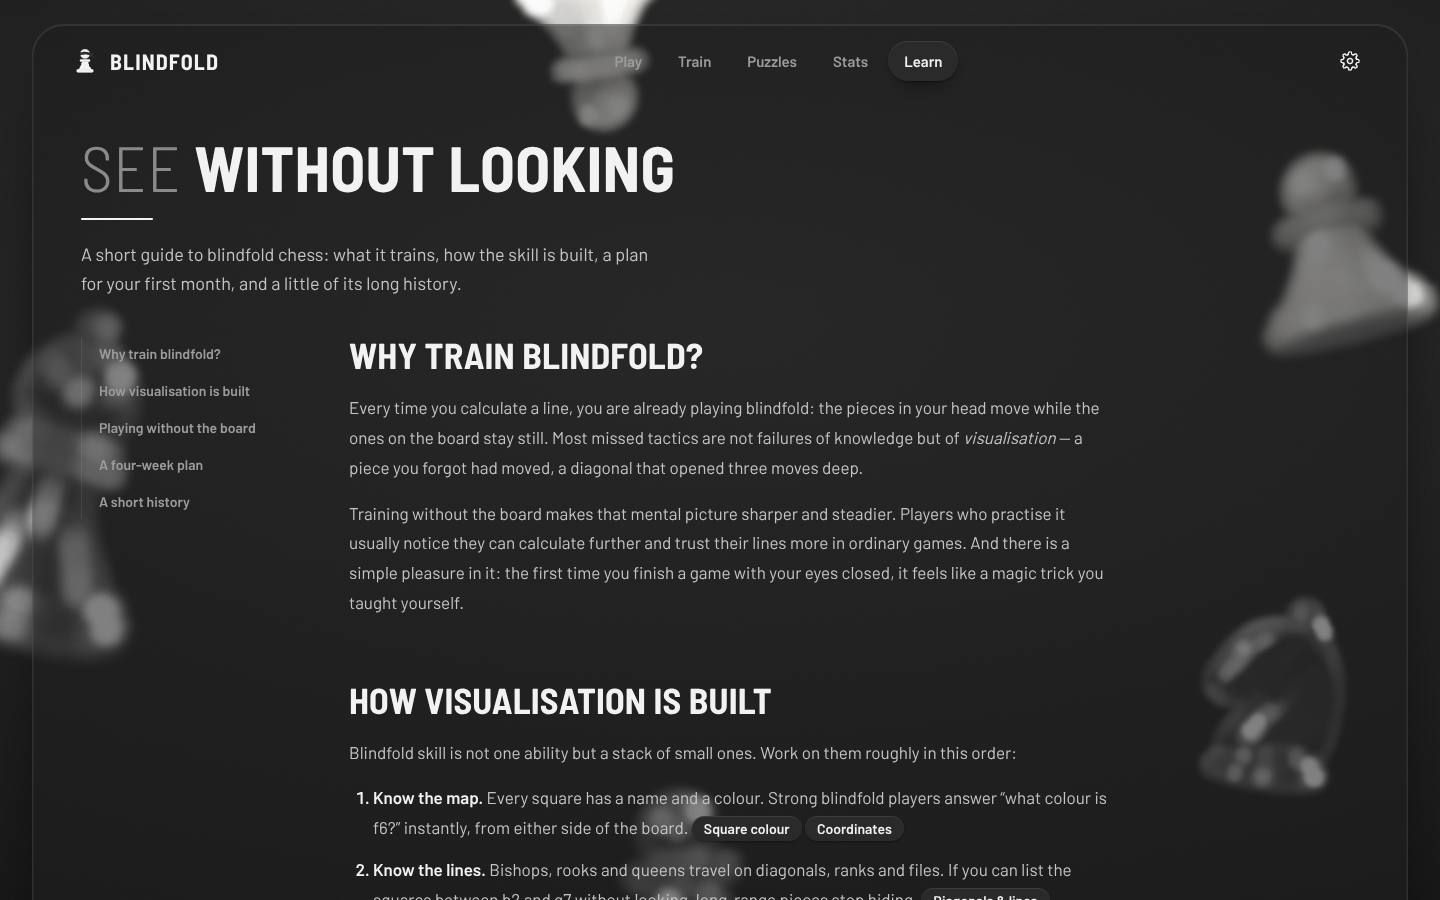 BLINDFOLD
Play Train Puzzles Stats Learn
SEE WITHOUT LOOKING
A short guide to blindfold chess: what it trains, how the skill is built, a plan
for your first month, and a little of its long history.
Why train blindfold?
How visualisation is built
Playing without the board
A four-week plan
A short history
WHY TRAIN BLINDFOLD?
Every time you calculate a line, you are already playing blindfold: the pieces in your head move while the
ones on the board stay still. Most missed tactics are not failures of knowledge but of visualisation — a
piece you forgot had moved, a diagonal that opened three moves deep.
Training without the board makes that mental picture sharper and steadier. Players who practise it
usually notice they can calculate further and trust their lines more in ordinary games. And there is a
simple pleasure in it: the first time you finish a game with your eyes closed, it feels like a magic trick you
taught yourself.
HOW VISUALISATION IS BUILT
Blindfold skill is not one ability but a stack of small ones. Work on them roughly in this order:
1. Know the map. Every square has a name and a colour. Strong blindfold players answer “what colour is
f6?” instantly, from either side of the board. Square colour Coordinates
2. Know the lines. Bishops, rooks and queens travel on diagonals, ranks and files. If you can list the